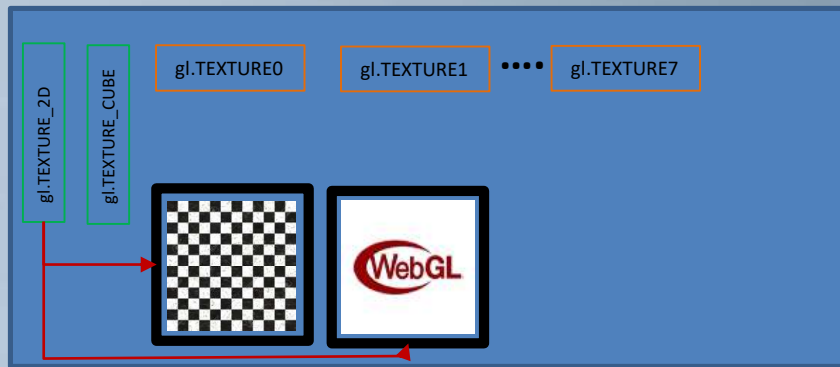 gl.TEXTURE_2D
gl.TEXTURE_CUBE
gl.TEXTURE0
gl.TEXTURE1
....
gl.TEXTURE7
WebGL